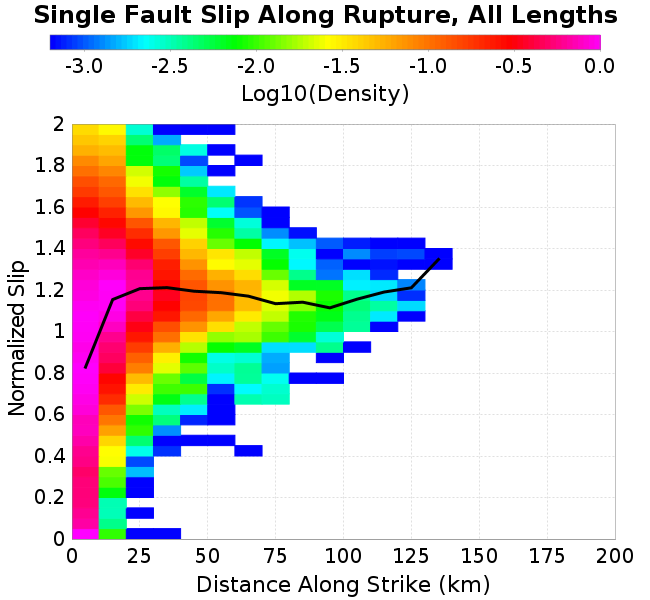 Single Fault Slip Along Rupture, All Lengths
-3.0 -2.5 -2.0 -1.5 -1.0 -0.5 0.0
Log10(Density)
2
1.8
1.6
1.4
1.2
1
0.8
0.6
0.4
0.2
0
Normalized Slip
0 25 50 75 100 125 150 175 200
Distance Along Strike (km)